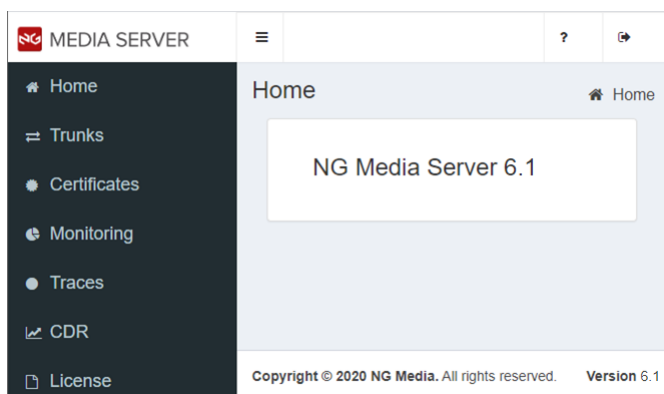 NG MEDIA SERVER
?
Home
Home
Home
Trunks
NG Media Server 6.1
Certificates
Monitoring
Traces
CDR
License
Copyright © 2020 NG Media. All rights reserved. Version 6.1